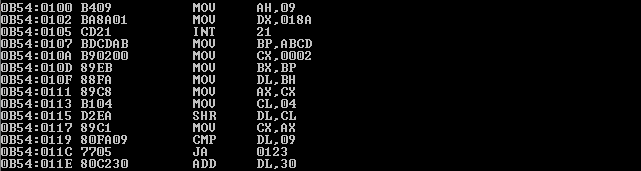 0B54:0100 B409 MOV AH,09
0B54:0102 BA8A01 MOV DX,018A
0B54:0105 CD21 INT 21
0B54:0107 BDCDAB MOV BP,ABCD
0B54:010A B90200 MOV CX,0002
0B54:010D 89EB MOV BX,BP
0B54:010F 88FA MOV DL,BH
0B54:0111 89C8 MOV AX,CX
0B54:0113 B104 MOV CL,04
0B54:0115 D2EA SHR DL,CL
0B54:0117 89C1 MOV CX,AX
0B54:0119 80FA09 CMP DL,09
0B54:011C 7705 JA 0123
0B54:011E 80C230 ADD DL,30